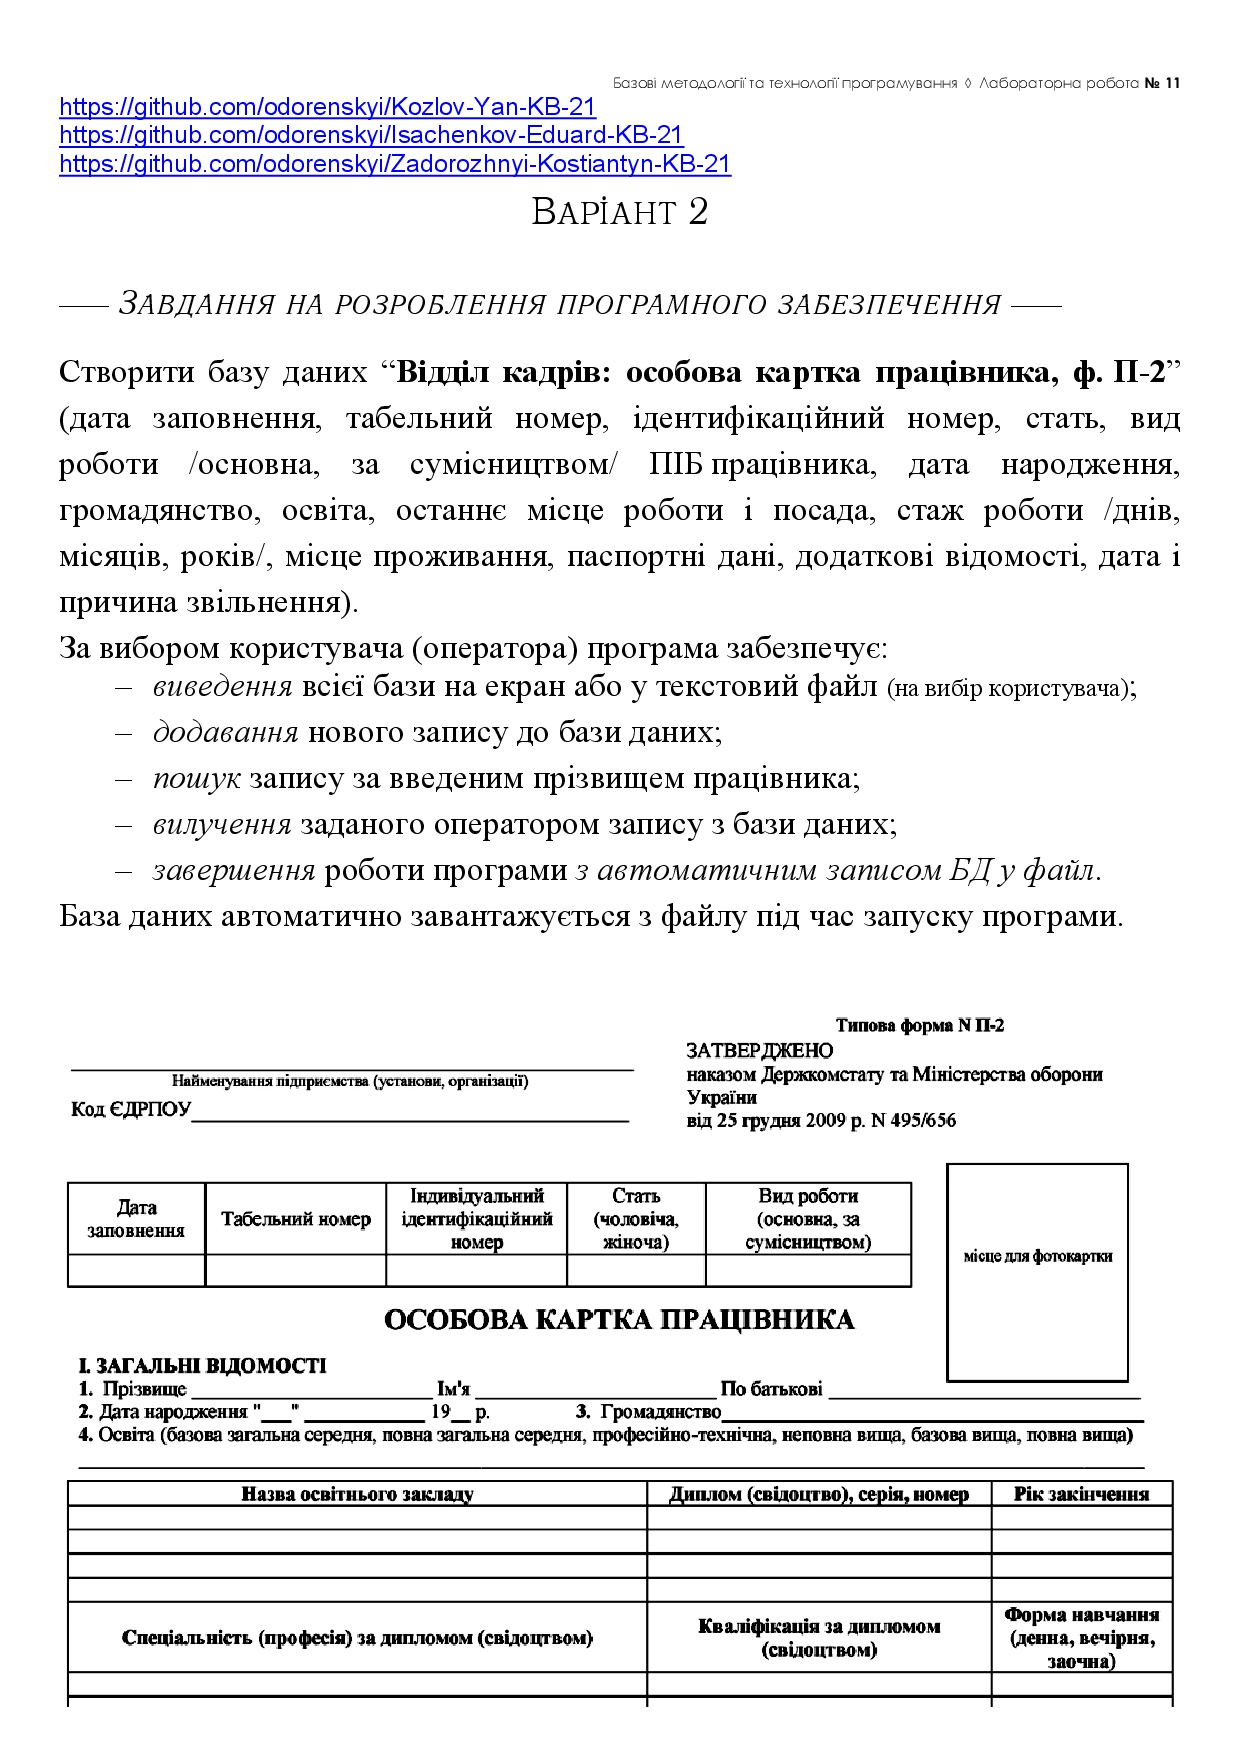 Базові методології та технології програмування ◊ Лабораторна робота № 11
https://github.com/odorenskyi/Kozlov-Yan-KB-21
https://github.com/odorenskyi/Isachenkov-Eduard-KB-21
https://github.com/odorenskyi/Zadorozhnyi-Kostiantyn-KB-21
ВАРІАНТ 2
—— ЗАВДАННЯ НА РОЗРОБЛЕННЯ ПРОГРАМНОГО ЗАБЕЗПЕЧЕННЯ ——
Створити базу даних “Відділ кадрів: особова картка працівника, ф. П-2”
(дата заповнення, табельний номер, ідентифікаційний номер, стать, вид
роботи /основна, за сумісництвом/ ПІБ працівника, дата народження,
громадянство, освіта, останнє місце роботи і посада, стаж роботи /днів,
місяців, років/, місце проживання, паспортні дані, додаткові відомості, дата і
причина звільнення).
За вибором користувача (оператора) програма забезпечує:
– виведення всієї бази на екран або у текстовий файл (на вибір користувача);
– додавання нового запису до бази даних;
– пошук запису за введеним прізвищем працівника;
– вилучення заданого оператором запису з бази даних;
– завершення роботи програми з автоматичним записом БД у файл.
База даних автоматично завантажується з файлу під час запуску програми.
Типова форма N П-2
ЗАТВЕРДЖЕНО
наказом Держкомстату та Міністерства оборони
України
від 25 грудня 2009 р. N 495/656
Найменування підприємства (установи, організації)
Код ЄДРПОУ
Дата
заповнення
Табельний номер
Індивідуальний
ідентифікаційний
номер
Стать
(чоловіча,
жіноча)
Вид роботи
(основна, за
сумісництвом)
місце для фотокартки
ОСОБОВА КАРТКА ПРАЦІВНИКА
I. ЗАГАЛЬНІ ВІДОМОСТІ
1. Прізвище ________ Ім'я ________ По батькові ________
2. Дата народження "___" ________ 19__ р. 3. Громадянство________
4. Освіта (базова загальна середня, повна загальна середня, професійно-технічна, неповна вища, базова вища, повна вища)
Назва освітнього закладу
Диплом (свідоцтво), серія, номер
Рік закінчення
Спеціальність (професія) за дипломом (свідоцтвом)
Кваліфікація за дипломом
(свідоцтвом)
Форма навчання
(денна, вечірня,
заочна)